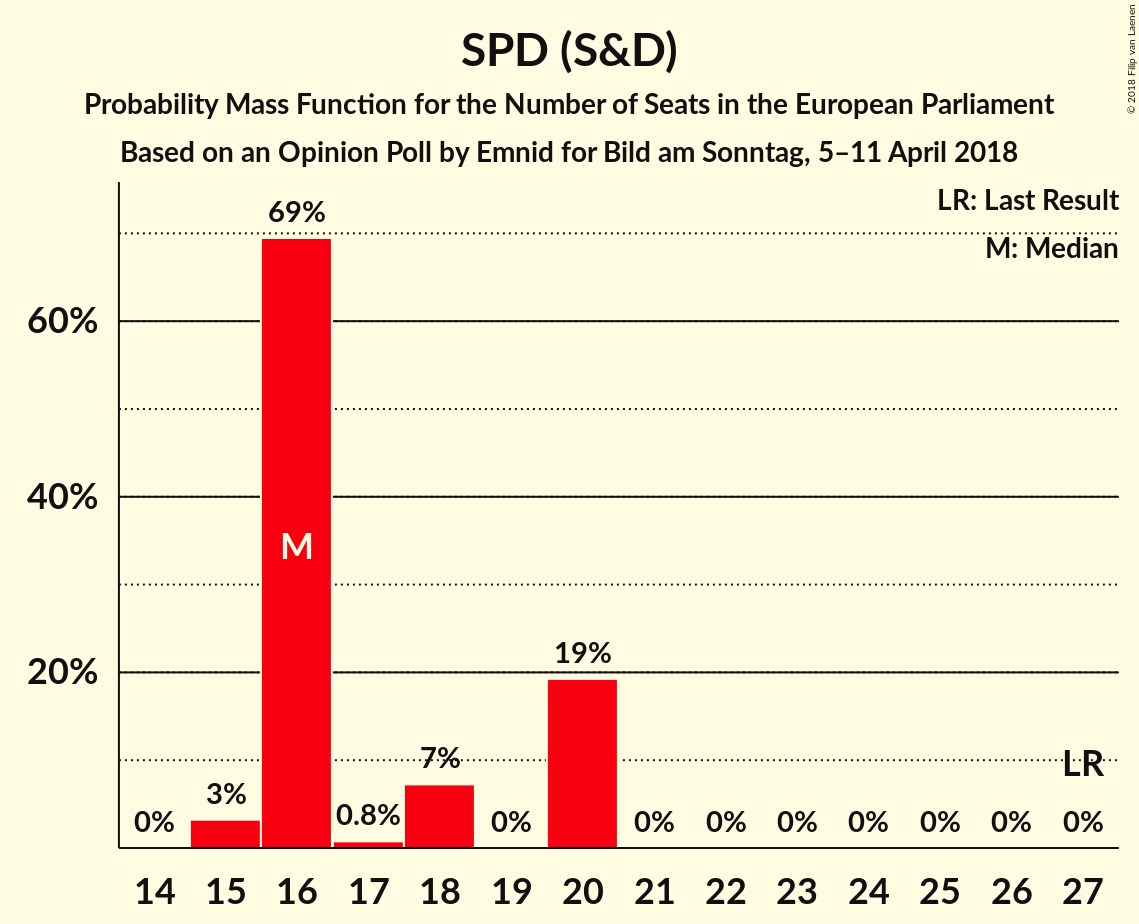 SPD (S&D)
Probability Mass Function for the Number of Seats in the European Parliament
Based on an Opinion Poll by Emnid for Bild am Sonntag, 5–11 April 2018
© 2018 Filip van Laenen
LR: Last Result
M: Median
60%
40%
20%
0%
3%
69%
M
0.8%
7%
0%
19%
0%
0%
0%
0%
0%
0%
LR
0%
14 15 16 17 18 19 20 21 22 23 24 25 26 27